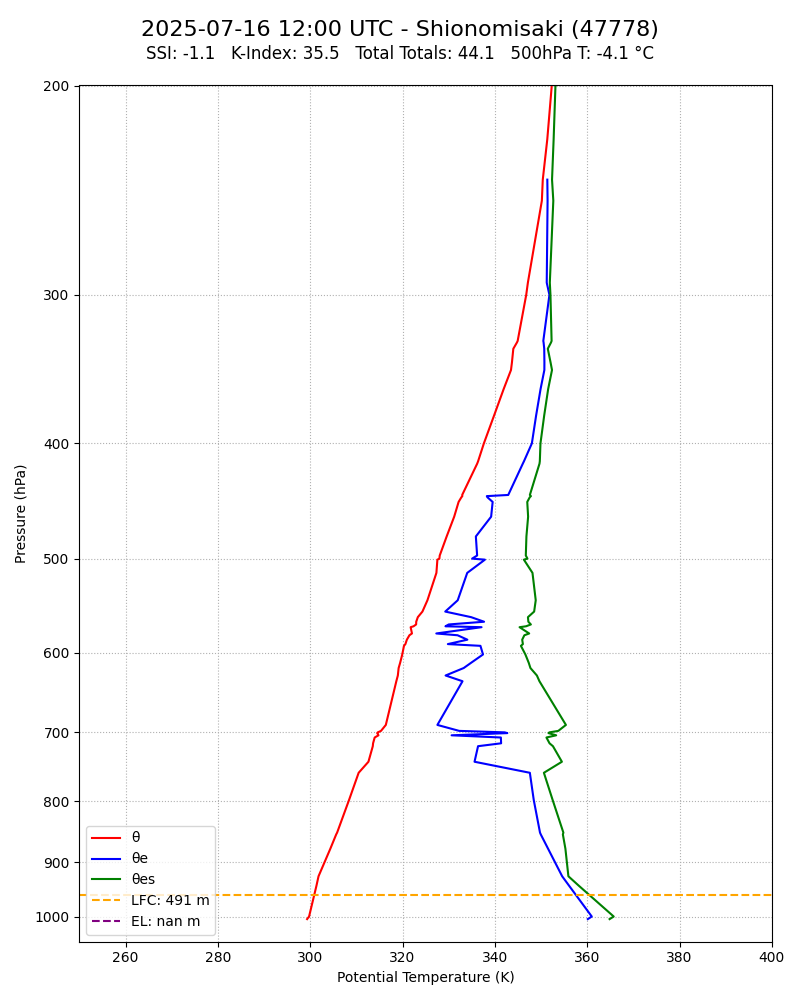 2025-07-16 12:00 UTC - Shionomisaki (47778)
SSI: -1.1   K-Index: 35.5   Total Totals: 44.1   500hPa T: -4.1 °C
200
300
400
500
600
700
800
900
1000
Pressure (hPa)
θ
θe
θes
LFC: 491 m
EL: nan m
260 280 300 320 340 360 380 400
Potential Temperature (K)